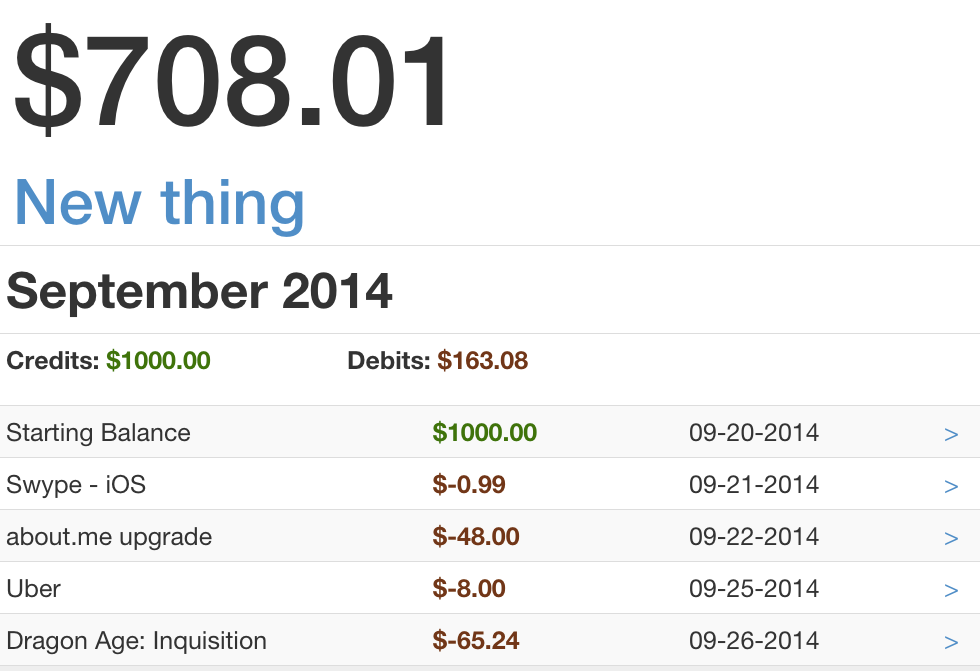 $708.01
New thing
September 2014
Credits: $1000.00 Debits: $163.08
Starting Balance $1000.00 09-20-2014 >
Swype - iOS $-0.99 09-21-2014 >
about.me upgrade $-48.00 09-22-2014 >
Uber $-8.00 09-25-2014 >
Dragon Age: Inquisition $-65.24 09-26-2014 >